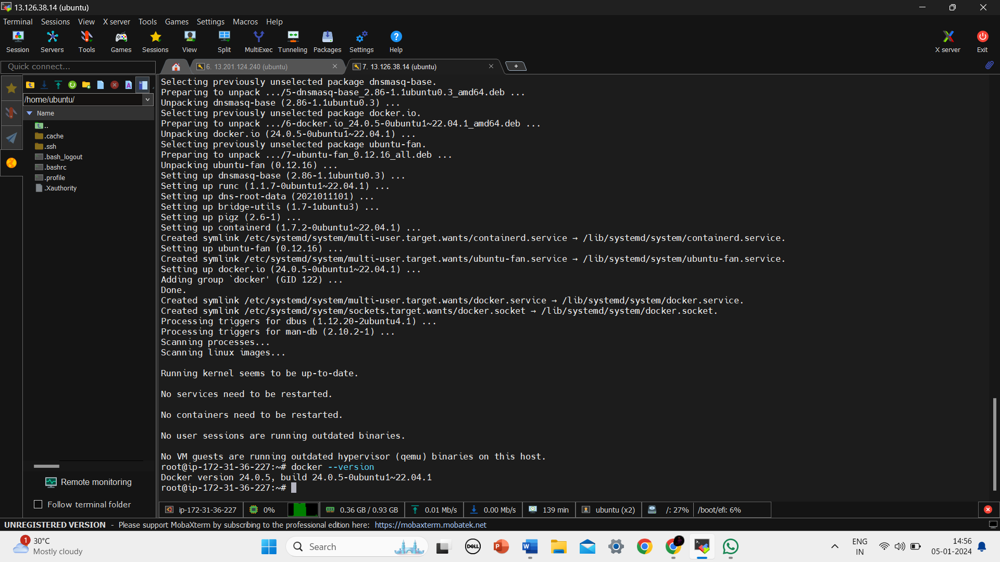 13.126.38.14 (ubuntu)
Terminal Sessions View X server Tools Games Settings Macros Help
Session Servers Tools Games Sessions View Split MultiExec Tunneling Packages Settings Help X server Exit
Quick connect...
6. 13.201.124.240 (ubuntu)
7. 13.126.38.14 (ubuntu)
/home/ubuntu/
Name
..
.cache
.ssh
.bash_logout
.bashrc
.profile
.Xauthority
Remote monitoring
Follow terminal folder
Selecting previously unselected package dnsmasq-base.
Preparing to unpack .../5-dnsmasq-base_2.86-1.1ubuntu0.3_amd64.deb ...
Unpacking dnsmasq-base (2.86-1.1ubuntu0.3) ...
Selecting previously unselected package docker.io.
Preparing to unpack .../6-docker.io_24.0.5-0ubuntu1~22.04.1_amd64.deb ...
Unpacking docker.io (24.0.5-0ubuntu1~22.04.1) ...
Selecting previously unselected package ubuntu-fan.
Preparing to unpack .../7-ubuntu-fan_0.12.16_all.deb ...
Unpacking ubuntu-fan (0.12.16) ...
Setting up dnsmasq-base (2.86-1.1ubuntu0.3) ...
Setting up runc (1.1.7-0ubuntu1~22.04.1) ...
Setting up dns-root-data (2021011101) ...
Setting up bridge-utils (1.7-1ubuntu3) ...
Setting up pigz (2.6-1) ...
Setting up containerd (1.7.2-0ubuntu1~22.04.1) ...
Created symlink /etc/systemd/system/multi-user.target.wants/containerd.service → /lib/systemd/system/containerd.service.
Setting up ubuntu-fan (0.12.16) ...
Created symlink /etc/systemd/system/multi-user.target.wants/ubuntu-fan.service → /lib/systemd/system/ubuntu-fan.service.
Setting up docker.io (24.0.5-0ubuntu1~22.04.1) ...
Adding group `docker' (GID 122) ...
Done.
Created symlink /etc/systemd/system/multi-user.target.wants/docker.service → /lib/systemd/system/docker.service.
Created symlink /etc/systemd/system/sockets.target.wants/docker.socket → /lib/systemd/system/docker.socket.
Processing triggers for dbus (1.12.20-2ubuntu4.1) ...
Processing triggers for man-db (2.10.2-1) ...
Scanning processes...
Scanning linux images...
Running kernel seems to be up-to-date.
No services need to be restarted.
No containers need to be restarted.
No user sessions are running outdated binaries.
No VM guests are running outdated hypervisor (qemu) binaries on this host.
root@ip-172-31-36-227:~# docker --version
Docker version 24.0.5, build 24.0.5-0ubuntu1~22.04.1
root@ip-172-31-36-227:~#
ip-172-31-36-227 0% 0.36 GB / 0.93 GB 0.01 Mb/s 0.00 Mb/s 139 min ubuntu (x2) /: 27% /boot/efi: 6%
UNREGISTERED VERSION - Please support MobaXterm by subscribing to the professional edition here: https://mobaxterm.mobatek.net
1
30°C
Mostly cloudy
Search
DELL
ENG
IN
14:56
05-01-2024